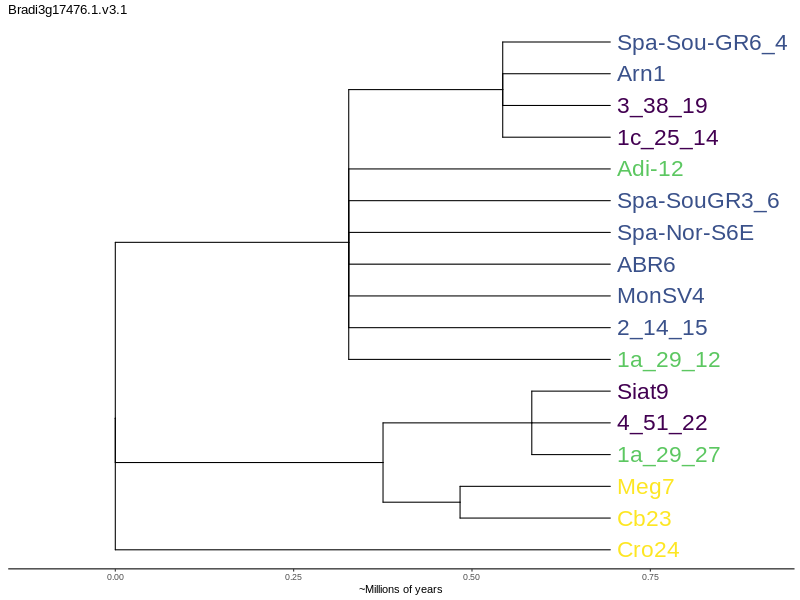 Bradi3g17476.1.v3.1
Spa-Sou-GR6_4
Arn1
3_38_19
1c_25_14
Adi-12
Spa-SouGR3_6
Spa-Nor-S6E
ABR6
MonSV4
2_14_15
1a_29_12
Siat9
4_51_22
1a_29_27
Meg7
Cb23
Cro24
0.00 0.25 0.50 0.75
~Millions of years